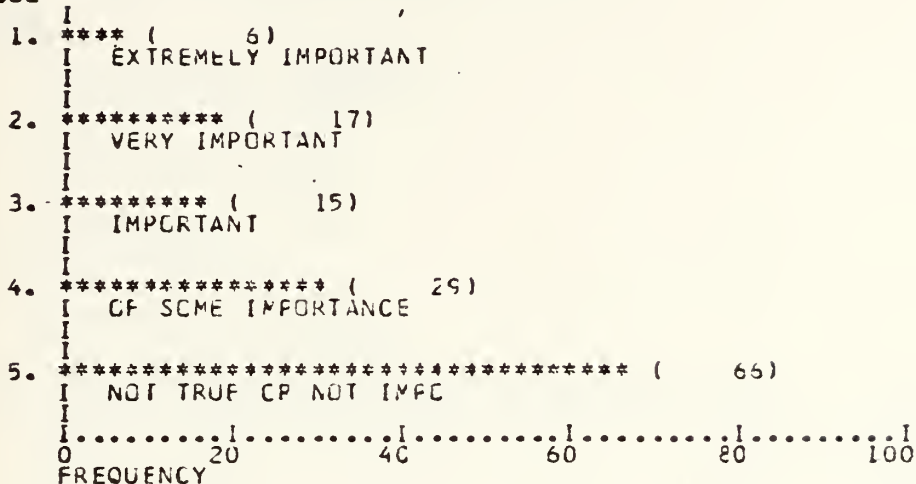 1. **** ( 6)
EXTREMELY IMPORTANT
2. ********** ( 17)
VERY IMPORTANT
3. ********* ( 15)
IMPORTANT
4. **************** ( 29)
OF SOME IMPORTANCE
5. ********************************** ( 66)
NOT TRUE OR NOT IMPO
I.........I.........I.........I.........I.........I
0 20 40 60 80 100
FREQUENCY